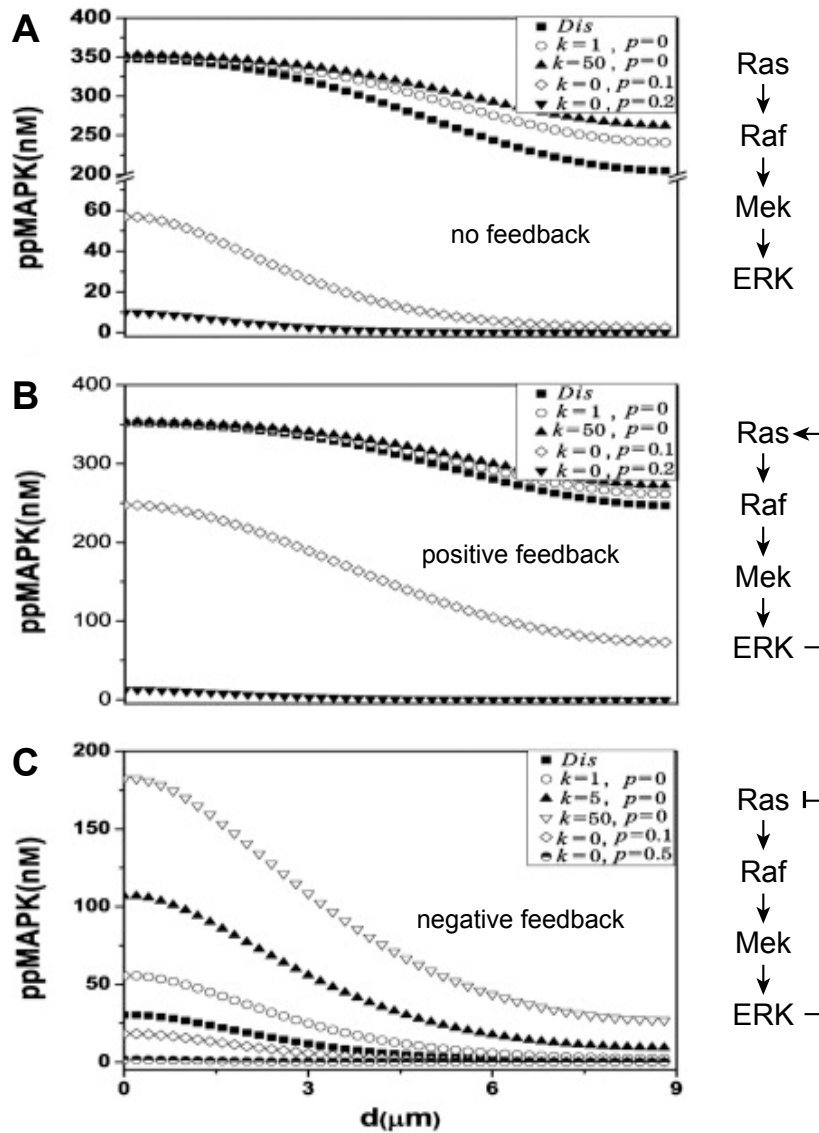 A
ppMAPK(nM)
400
350
300
250
200
60
40
20
0
Dis
k=1 , p=0
k=50 , p=0
k=0, p=0.1
k=0, p=0.2
no feedback
Ras
Raf
Mek
ERK
B
ppMAPK(nM)
400
300
200
100
0
Dis
k=1 , p=0
k=50 , p=0
k=0, p=0.1
k=0, p=0.2
positive feedback
Ras
Raf
Mek
ERK
C
ppMAPK(nM)
200
150
100
50
0
Dis
k=1, p=0
k=5, p=0
k=50, p=0
k=0, p=0.1
k=0, p=0.5
negative feedback
Ras
Raf
Mek
ERK
0 3 6 9
d(μm)